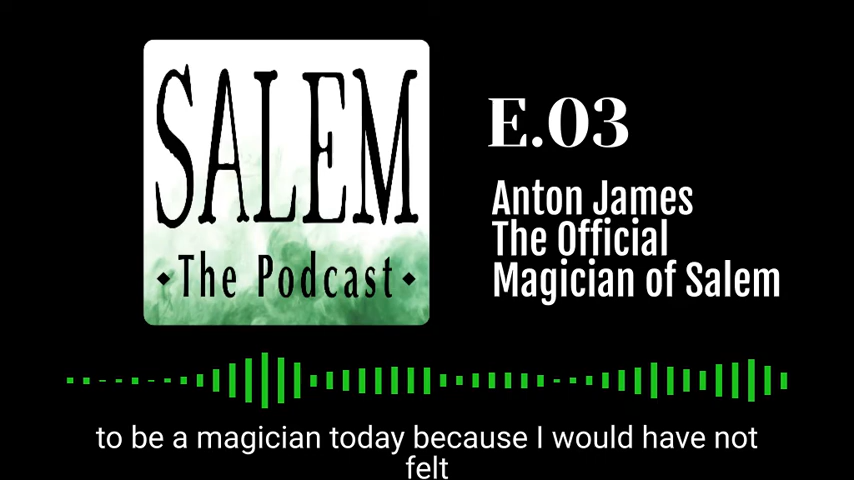 SALEM
•The Podcast•
E.03
Anton James
The Official
Magician of Salem
to be a magician today because I would have not
felt